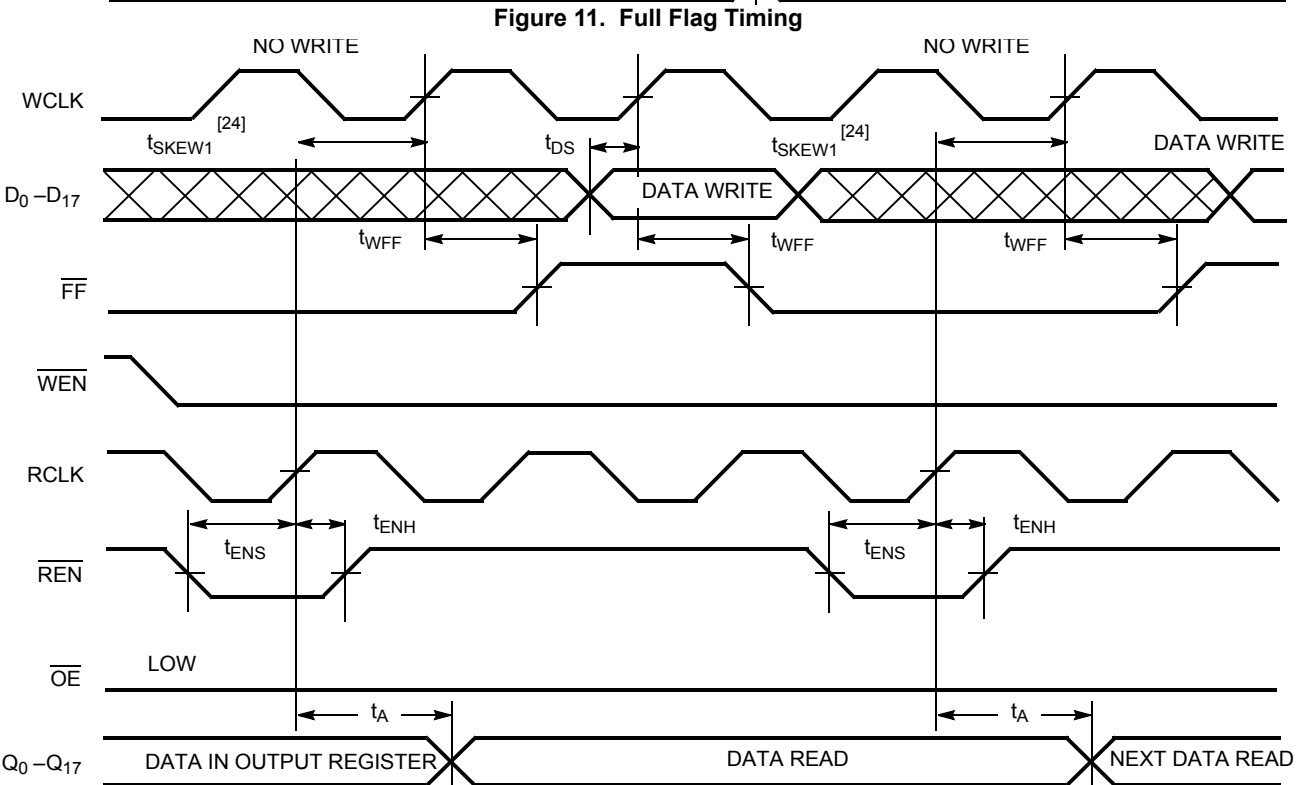 Figure 11. Full Flag Timing
NO WRITE NO WRITE
WCLK
tSKEW1 [24] tDS tSKEW1 [24] DATA WRITE
D0 –D17 DATA WRITE
tWFF tWFF tWFF
FF
WEN
RCLK
tENS tENH tENS tENH
REN
LOW
OE
tA tA
Q0 –Q17 DATA IN OUTPUT REGISTER DATA READ NEXT DATA READ